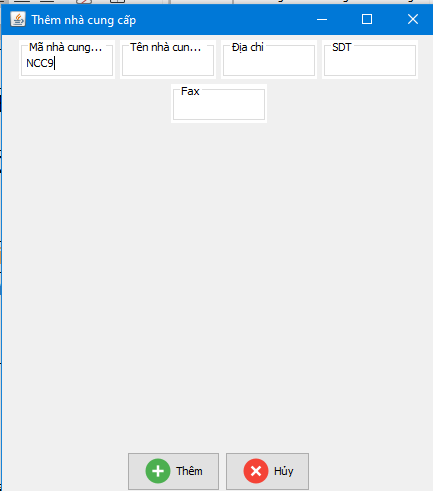 Thêm nhà cung cấp
Mã nhà cung... Tên nhà cun... Địa chỉ SDT
NCC9
Fax
Thêm Hủy